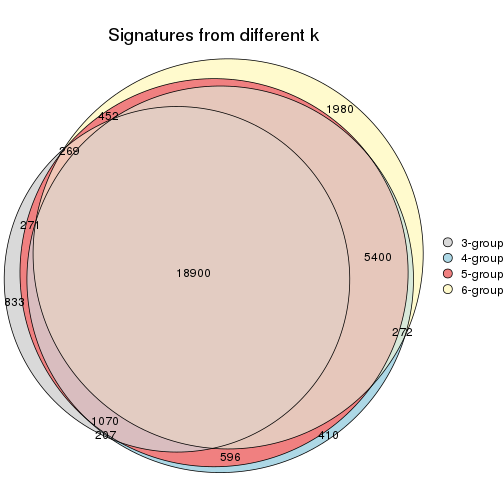 Signatures from different k
1980
452
269
271
5400
18900
833
272
1070
207
410
596
3-group
4-group
5-group
6-group